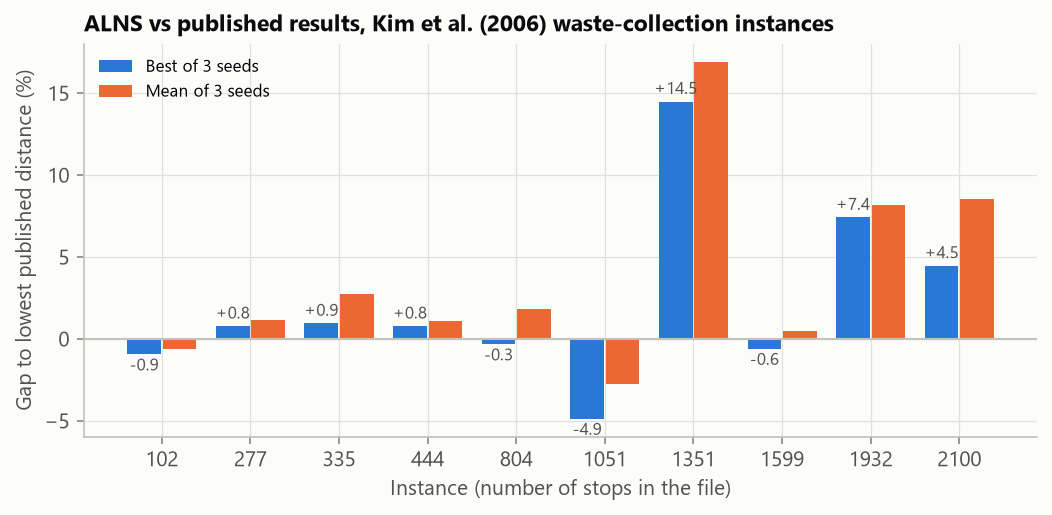 ALNS vs published results, Kim et al. (2006) waste-collection instances
Best of 3 seeds
Mean of 3 seeds
Gap to lowest published distance (%)
15
10
5
0
−5
-0.9
+0.8
+0.9
+0.8
-0.3
-4.9
+14.5
-0.6
+7.4
+4.5
102 277 335 444 804 1051 1351 1599 1932 2100
Instance (number of stops in the file)